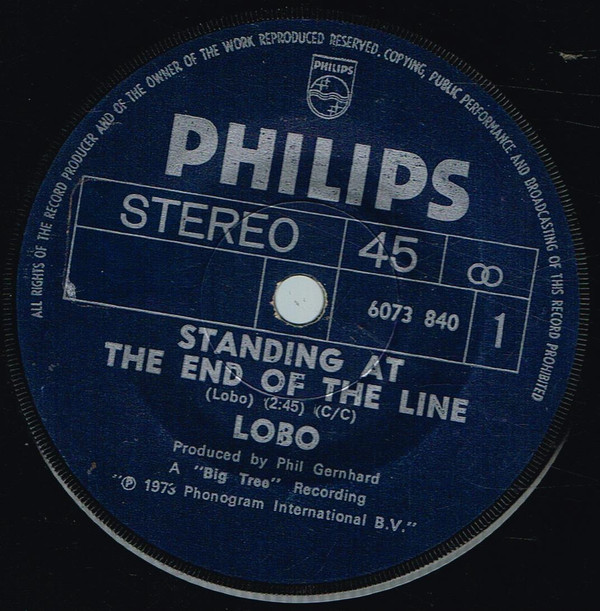 ALL RIGHTS OF THE RECORD PRODUCER AND OF THE OWNER OF THE WORK REPRODUCED RESERVED. COPYING, PUBLIC PERFORMANCE AND BROADCASTING OF THIS RECORD PROHIBITED
PHILIPS
PHILIPS
STEREO 45 ∞
6073 840 1
STANDING AT
THE END OF THE LINE
(Lobo) (2:45) (C/C)
LOBO
Produced by Phil Gernhard
A "Big Tree" Recording
"℗ 1973 Phonogram International B.V."